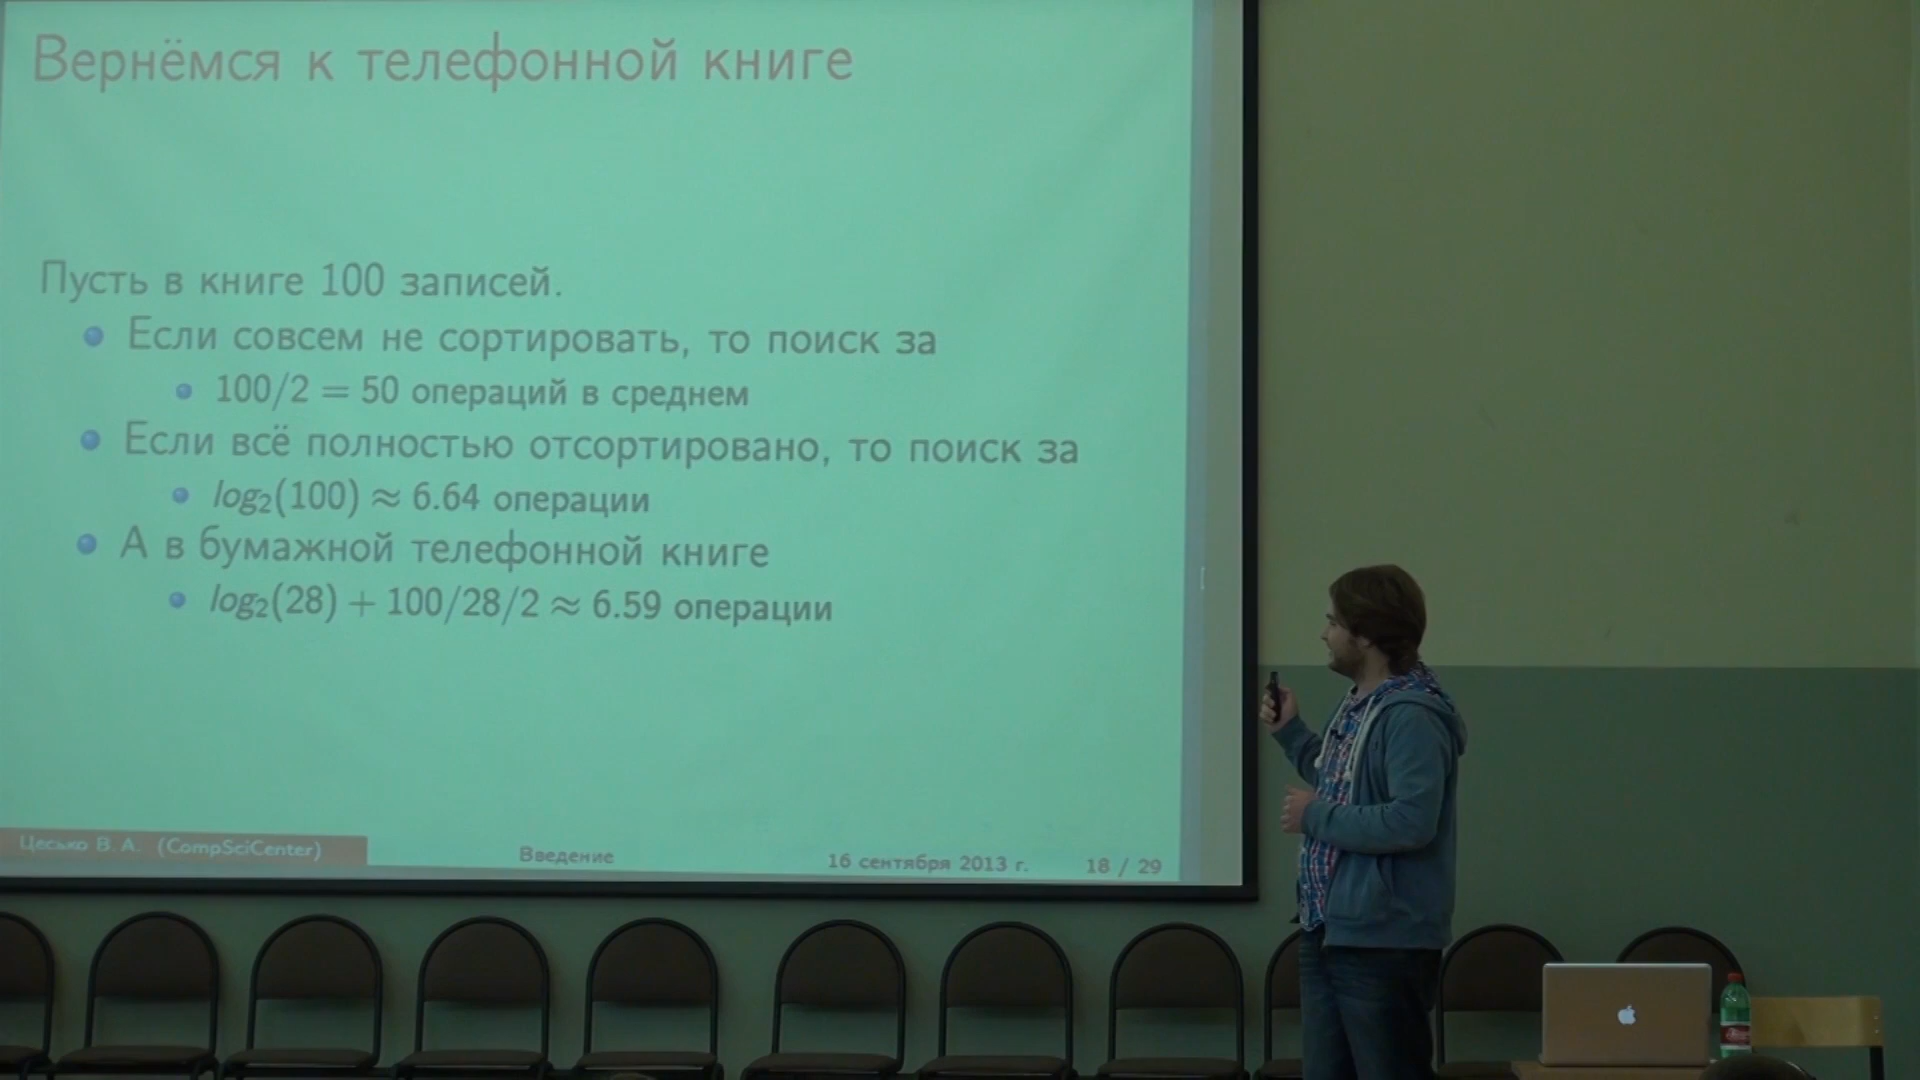 Вернёмся к телефонной книге
Пусть в книге 100 записей.
Если совсем не сортировать, то поиск за
100/2 = 50 операций в среднем
Если всё полностью отсортировано, то поиск за
log₂(100) ≈ 6.64 операции
А в бумажной телефонной книге
log₂(28) + 100/28/2 ≈ 6.59 операции
Цесько В. А. (CompSciCenter) Введение 16 сентября 2013 г. 18 / 29